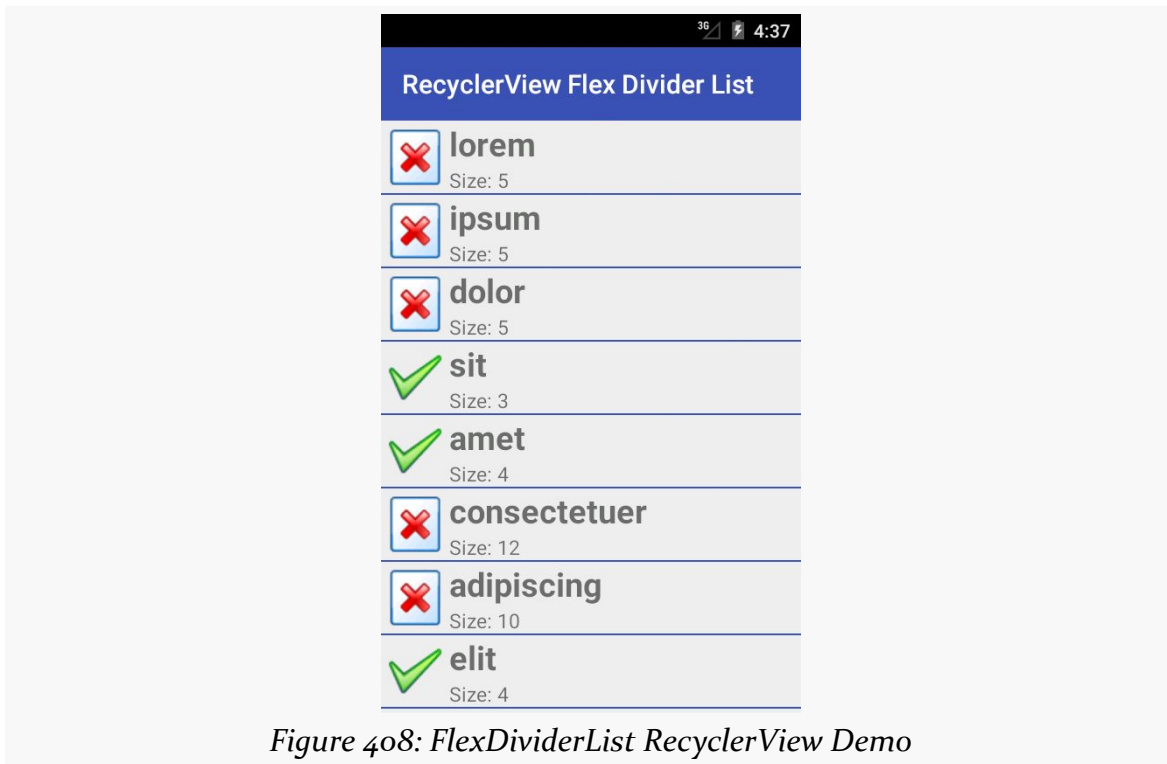 3G 4:37
RecyclerView Flex Divider List
lorem
Size: 5
ipsum
Size: 5
dolor
Size: 5
sit
Size: 3
amet
Size: 4
consectetuer
Size: 12
adipiscing
Size: 10
elit
Size: 4
Figure 408: FlexDividerList RecyclerView Demo